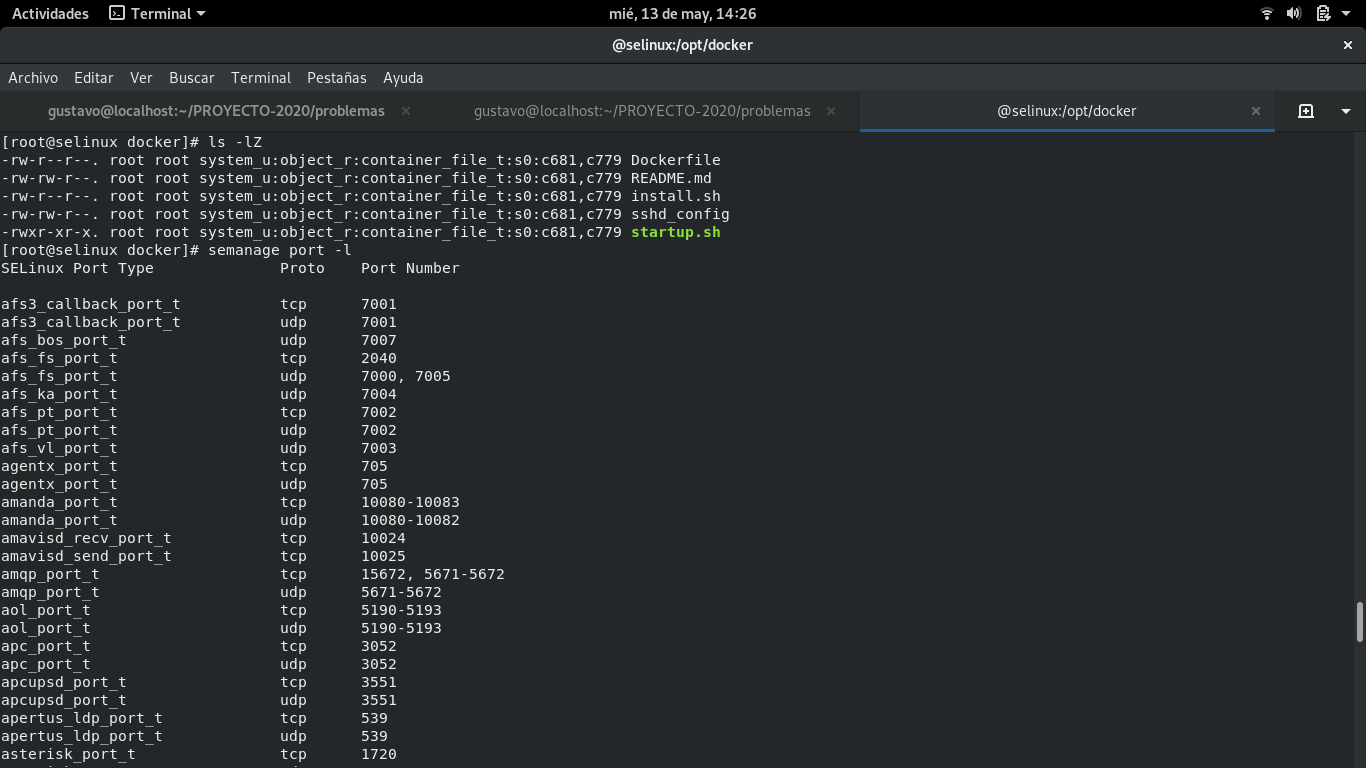 Actividades Terminal mié, 13 de may, 14:26
@selinux:/opt/docker
Archivo Editar Ver Buscar Terminal Pestañas Ayuda
gustavo@localhost:~/PROYECTO-2020/problemas gustavo@localhost:~/PROYECTO-2020/problemas @selinux:/opt/docker
[root@selinux docker]# ls -lZ
-rw-r--r--. root root system_u:object_r:container_file_t:s0:c681,c779 Dockerfile
-rw-rw-r--. root root system_u:object_r:container_file_t:s0:c681,c779 README.md
-rw-rw-r--. root root system_u:object_r:container_file_t:s0:c681,c779 install.sh
-rw-rw-r--. root root system_u:object_r:container_file_t:s0:c681,c779 sshd_config
-rwxr-xr-x. root root system_u:object_r:container_file_t:s0:c681,c779 startup.sh
[root@selinux docker]# semanage port -l
SELinux Port Type Proto Port Number
afs3_callback_port_t tcp 7001
afs3_callback_port_t udp 7001
afs_bos_port_t udp 7007
afs_fs_port_t tcp 2040
afs_fs_port_t udp 7000, 7005
afs_ka_port_t udp 7004
afs_pt_port_t tcp 7002
afs_pt_port_t udp 7002
afs_vl_port_t udp 7003
agentx_port_t tcp 705
agentx_port_t udp 705
amanda_port_t tcp 10080-10083
amanda_port_t udp 10080-10082
amavisd_recv_port_t tcp 10024
amavisd_send_port_t tcp 10025
amqp_port_t tcp 15672, 5671-5672
amqp_port_t udp 5671-5672
aol_port_t tcp 5190-5193
aol_port_t udp 5190-5193
apc_port_t tcp 3052
apc_port_t udp 3052
apcupsd_port_t tcp 3551
apcupsd_port_t udp 3551
apertus_ldp_port_t tcp 539
apertus_ldp_port_t udp 539
asterisk_port_t tcp 1720